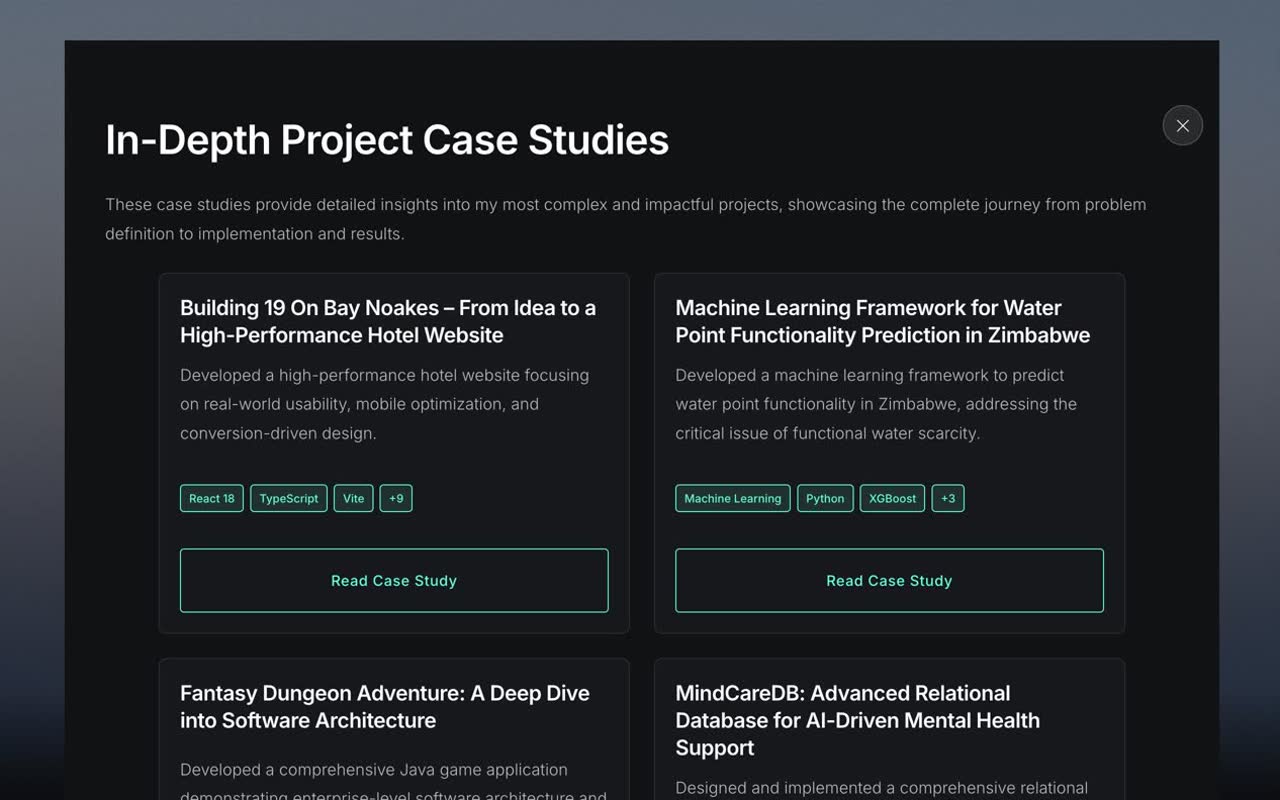 In-Depth Project Case Studies
These case studies provide detailed insights into my most complex and impactful projects, showcasing the complete journey from problem
definition to implementation and results.
Building 19 On Bay Noakes – From Idea to a
High-Performance Hotel Website
Developed a high-performance hotel website focusing
on real-world usability, mobile optimization, and
conversion-driven design.
React 18 TypeScript Vite +9
Read Case Study
Machine Learning Framework for Water
Point Functionality Prediction in Zimbabwe
Developed a machine learning framework to predict
water point functionality in Zimbabwe, addressing the
critical issue of functional water scarcity.
Machine Learning Python XGBoost +3
Read Case Study
Fantasy Dungeon Adventure: A Deep Dive
into Software Architecture
Developed a comprehensive Java game application
demonstrating enterprise-level software architecture and
MindCareDB: Advanced Relational
Database for AI-Driven Mental Health
Support
Designed and implemented a comprehensive relational